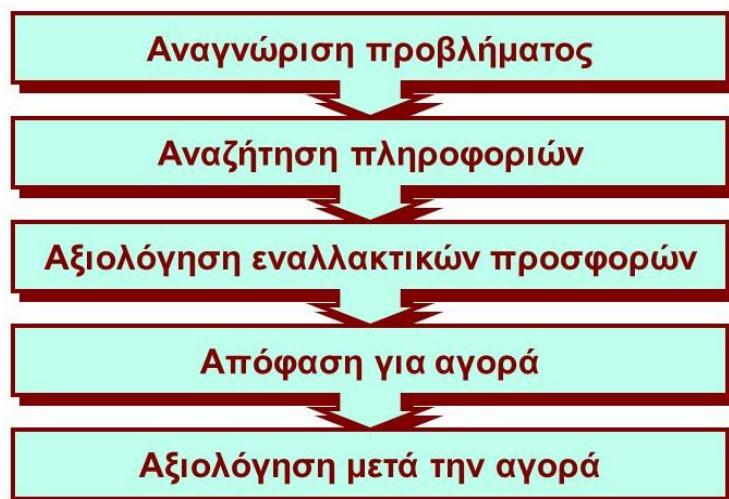 Αναγνώριση προβλήματος
Αναζήτηση πληροφοριών
Αξιολόγηση εναλλακτικών προσφορών
Απόφαση για αγορά
Αξιολόγηση μετά την αγορά